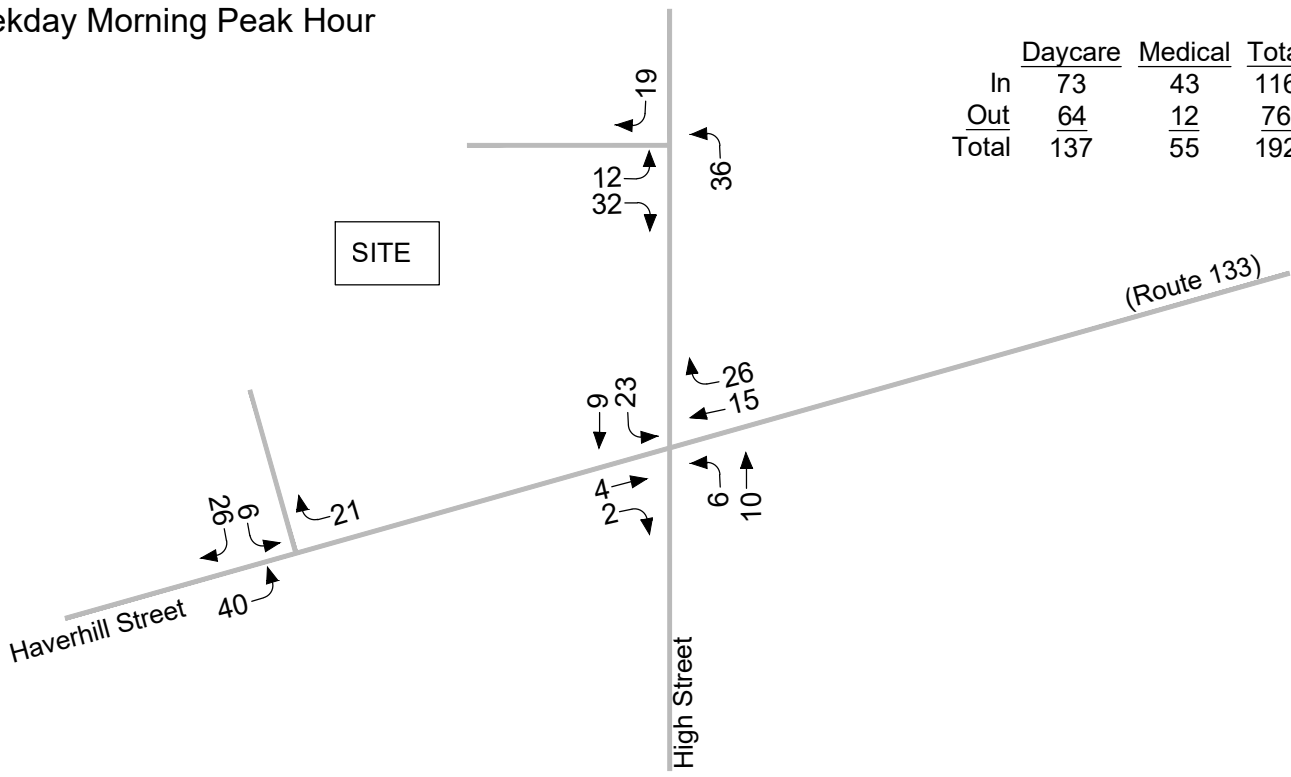 ekday Morning Peak Hour
Daycare Medical Tota
In 73 43 116
Out 64 12 76
Total 137 55 192
19
36
12
32
SITE
(Route 133)
26
15
9
23
4
2
6
10
26
6
21
40
Haverhill Street
High Street